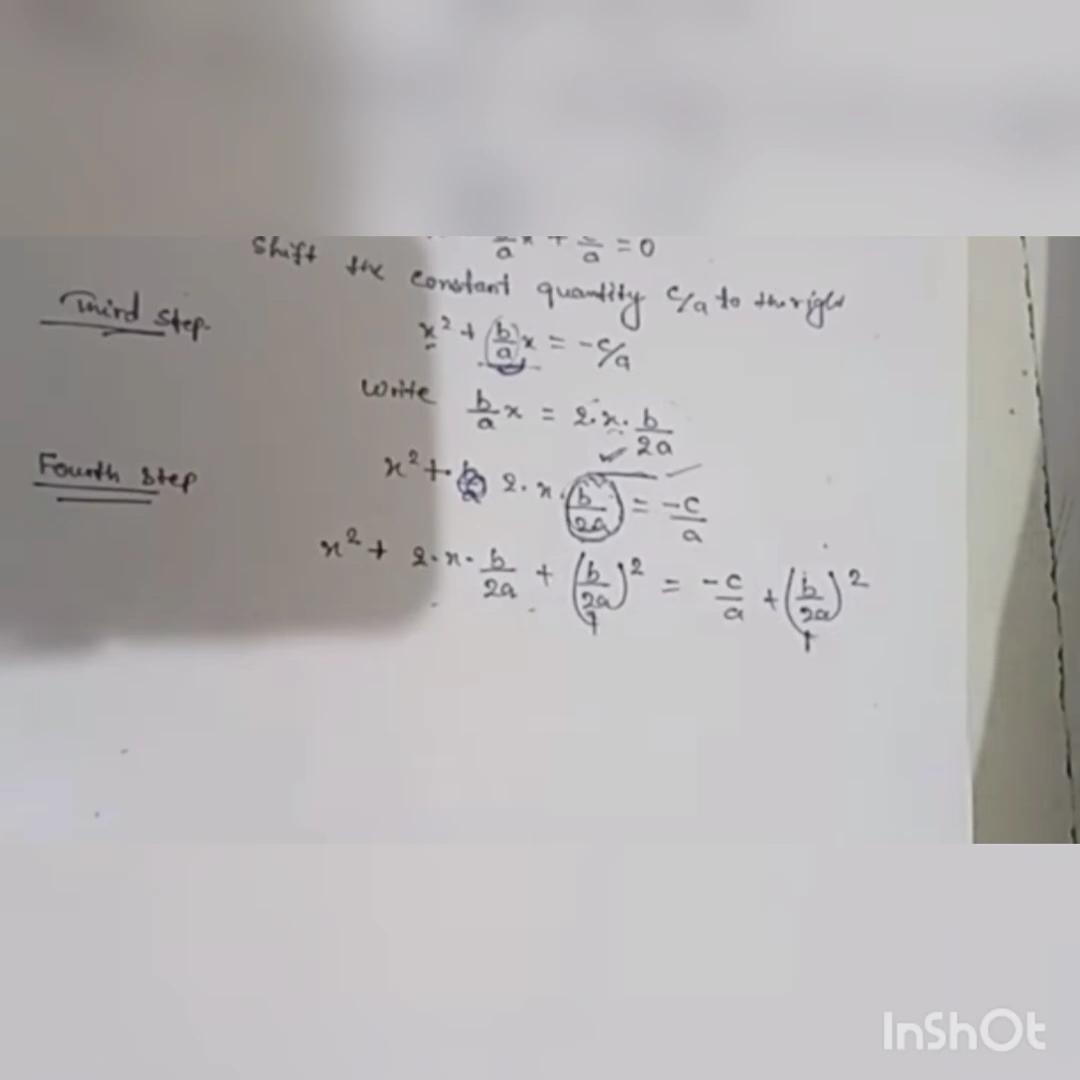 x + c/a = 0
Shift the constant quantity c/a to the right
Third Step.
x² + (b/a)x = -c/a
Write b/a x = 2·x·b/2a
Fourth Step
x² + 2·x·(b/2a) = -c/a
x² + 2·x·b/2a + (b/2a)² = -c/a + (b/2a)²
InShOt